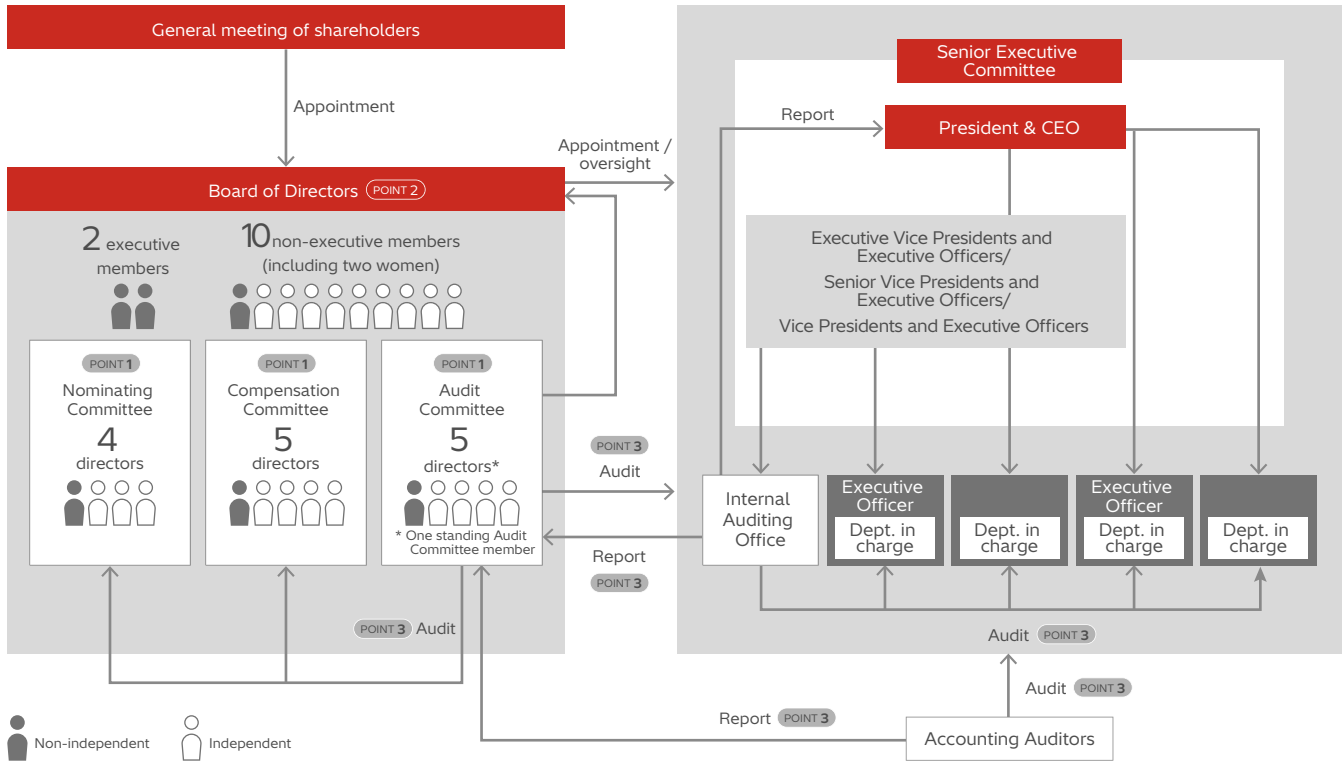 General meeting of shareholders
Appointment
Board of Directors POINT 2
2 executive
members
10 non-executive members
(including two women)
POINT 1
Nominating
Committee
4
directors
POINT 1
Compensation
Committee
5
directors
POINT 1
Audit
Committee
5
directors*
* One standing Audit
Committee member
POINT 3 Audit
Non-independent
Independent
Appointment /
oversight
POINT 3
Audit
Report
POINT 3
Senior Executive
Committee
Report
President & CEO
Executive Vice Presidents and
Executive Officers/
Senior Vice Presidents and
Executive Officers/
Vice Presidents and Executive Officers
Internal
Auditing
Office
Executive
Officer
Dept. in
charge
Dept. in
charge
Executive
Officer
Dept. in
charge
Dept. in
charge
Audit POINT 3
Audit POINT 3
Report POINT 3
Accounting Auditors